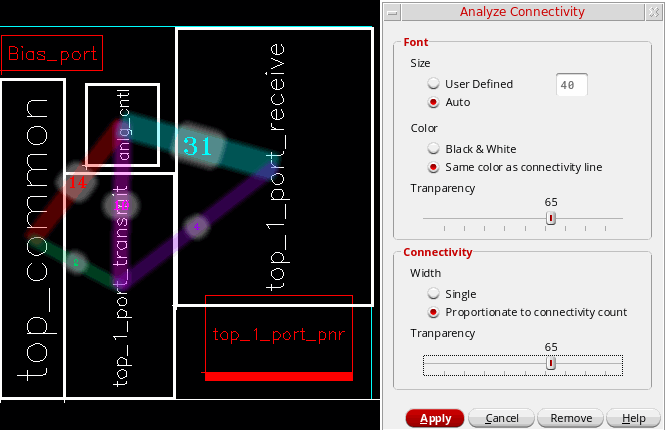 Bias_port
top_common
anlg_cntl
top_1_port_transmit
top_1_port_receive
top_1_port_pnr
31
14
4
Analyze Connectivity
Font
Size
User Defined
40
Auto
Color
Black & White
Same color as connectivity line
Tranparency
65
Connectivity
Width
Single
Proportionate to connectivity count
Tranparency
65
Apply
Cancel
Remove
Help